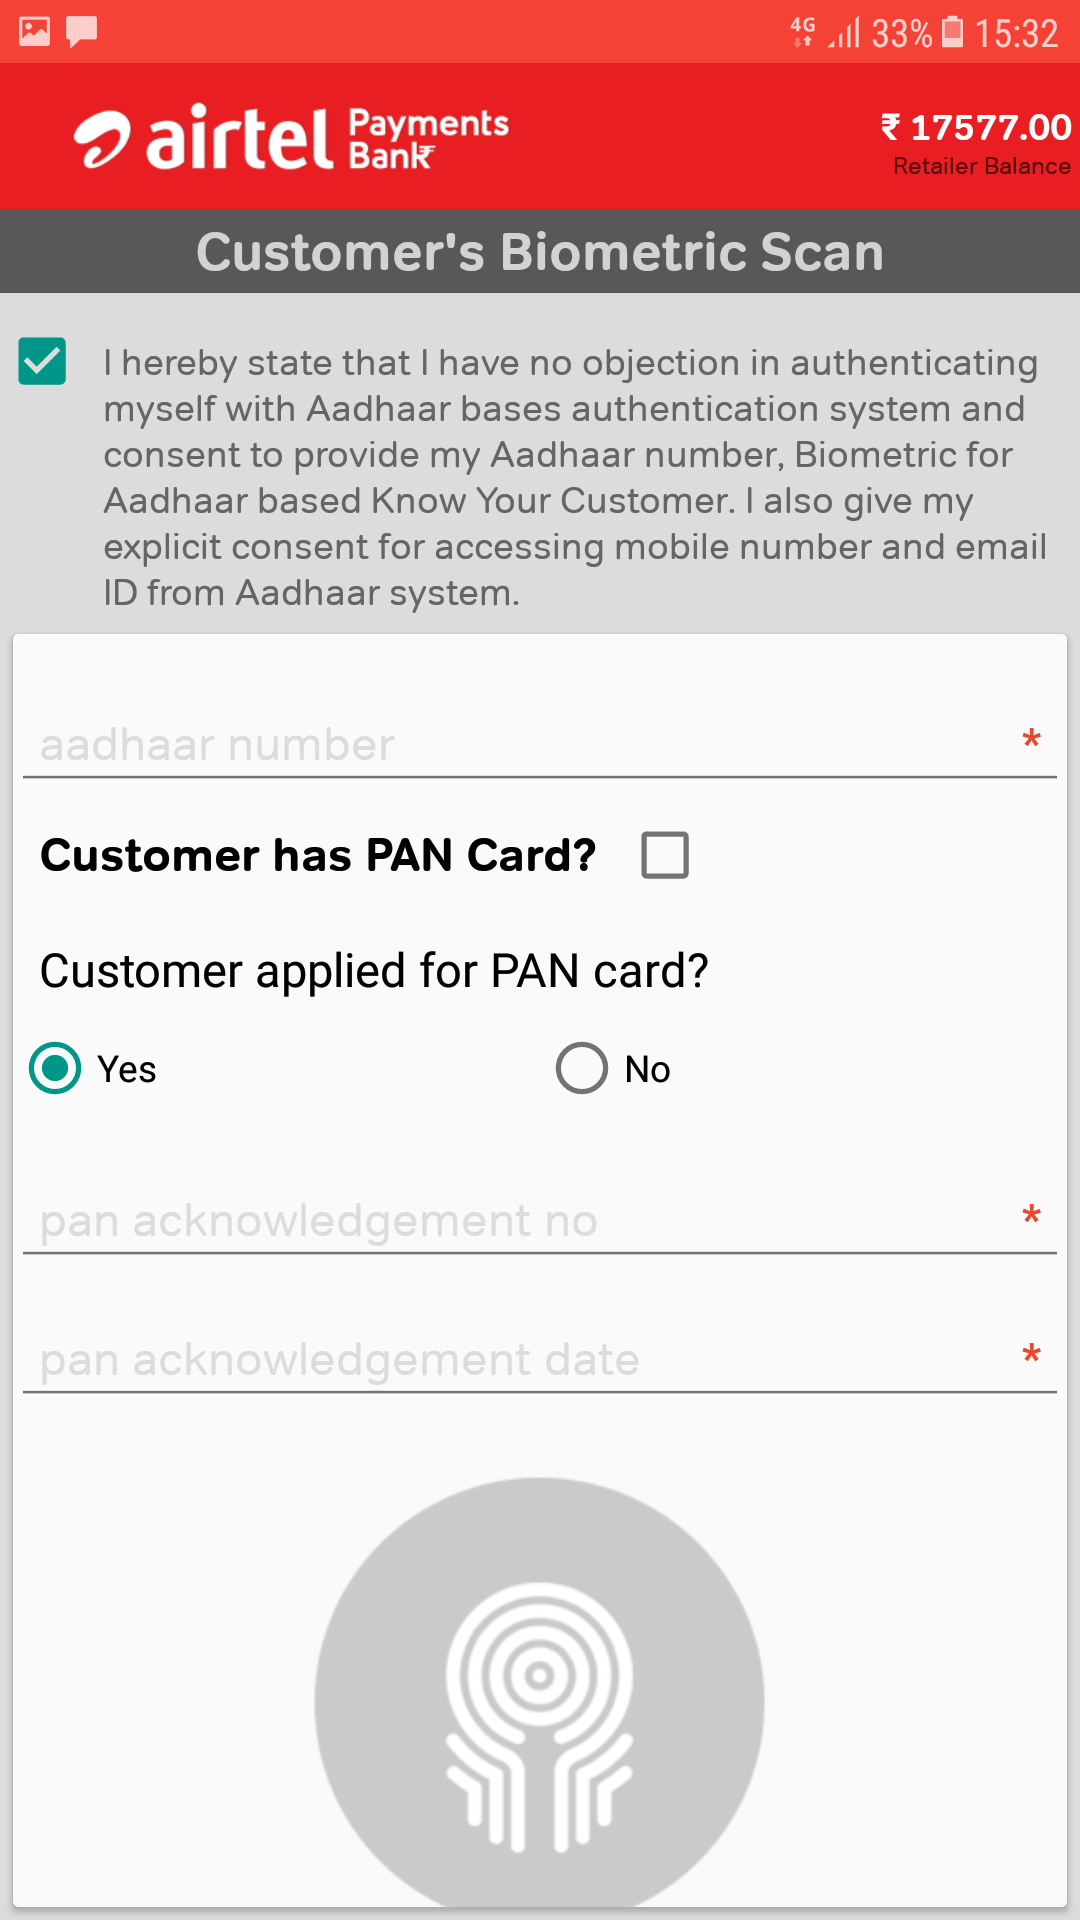 4G 33% 15:32
airtel Payments Bank
₹ 17577.00
Retailer Balance
Customer's Biometric Scan
I hereby state that I have no objection in authenticating
myself with Aadhaar bases authentication system and
consent to provide my Aadhaar number, Biometric for
Aadhaar based Know Your Customer. I also give my
explicit consent for accessing mobile number and email
ID from Aadhaar system.
aadhaar number *
Customer has PAN Card?
Customer applied for PAN card?
Yes No
pan acknowledgement no *
pan acknowledgement date *